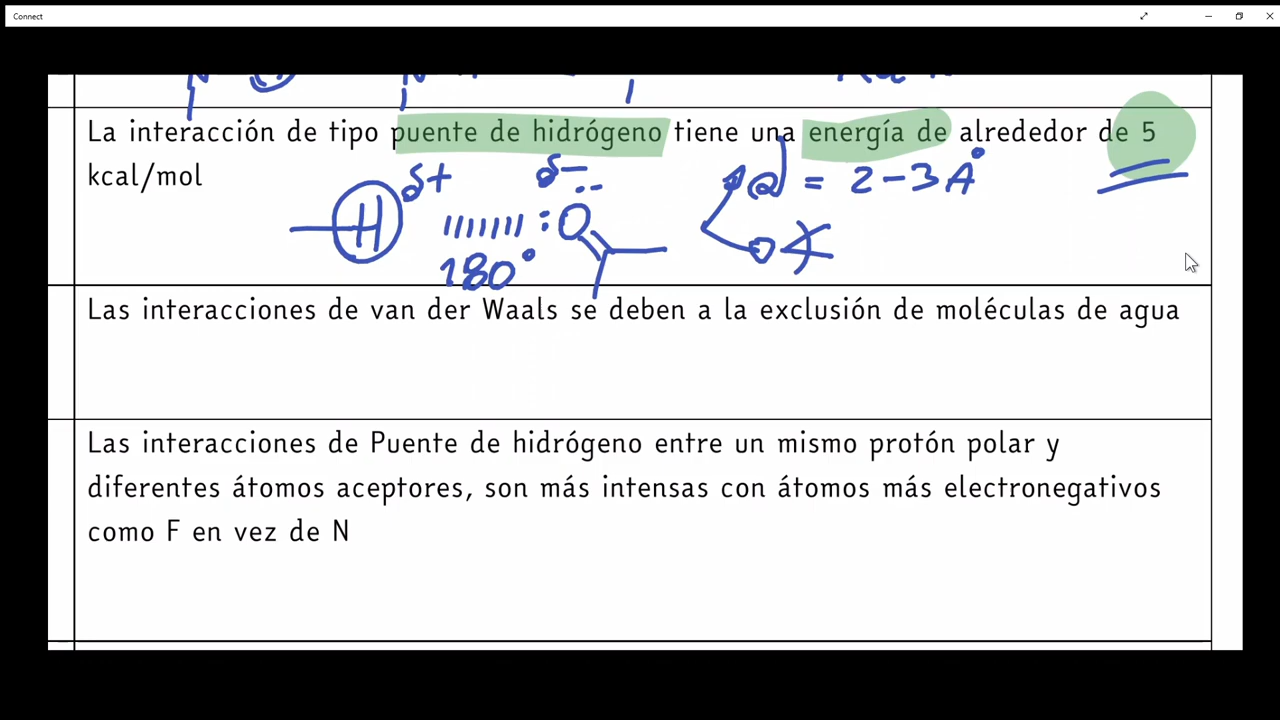 Connect
La interacción de tipo puente de hidrógeno tiene una energía de alrededor de 5
kcal/mol
δ+ δ-
H :O
180°
d = 2-3 Å
Las interacciones de van der Waals se deben a la exclusión de moléculas de agua
Las interacciones de Puente de hidrógeno entre un mismo protón polar y
diferentes átomos aceptores, son más intensas con átomos más electronegativos
como F en vez de N